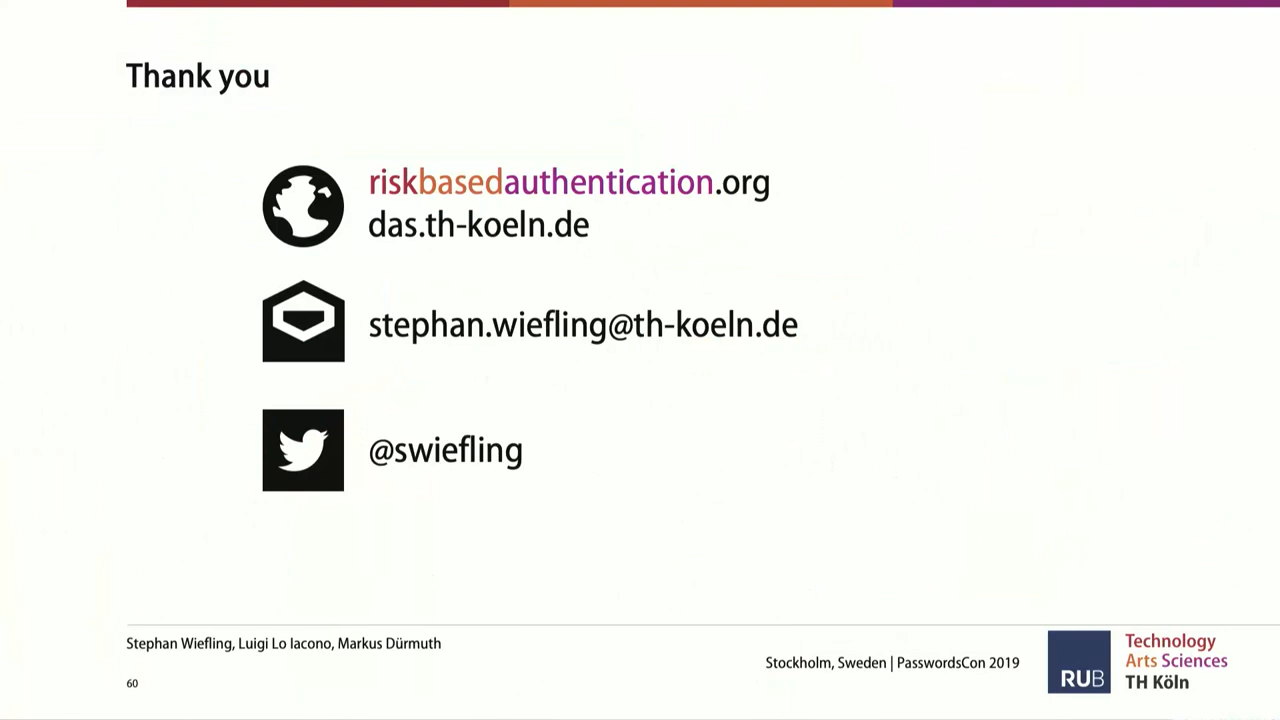 Thank you
riskbasedauthentication.org
das.th-koeln.de
stephan.wiefling@th-koeln.de
@swiefling
Stephan Wiefling, Luigi Lo Iacono, Markus Dürmuth
Stockholm, Sweden | PasswordsCon 2019
60
RUB
Technology
Arts Sciences
TH Köln